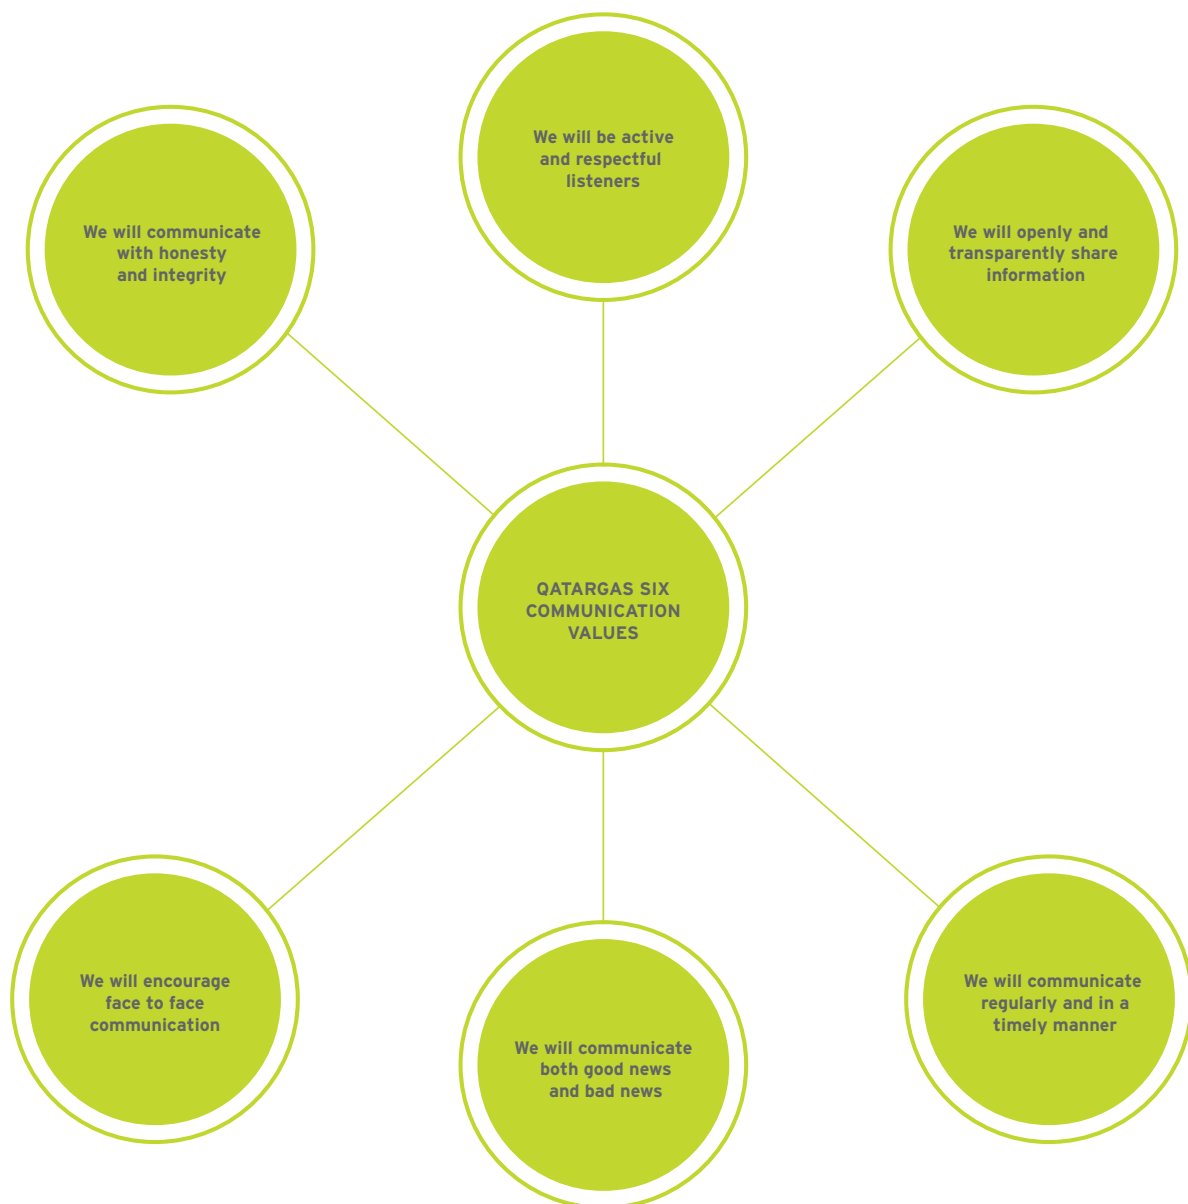 We will be active
and respectful
listeners
We will communicate
with honesty
and integrity
We will openly and
transparently share
information
QATARGAS SIX
COMMUNICATION
VALUES
We will encourage
face to face
communication
We will communicate
both good news
and bad news
We will communicate
regularly and in a
timely manner